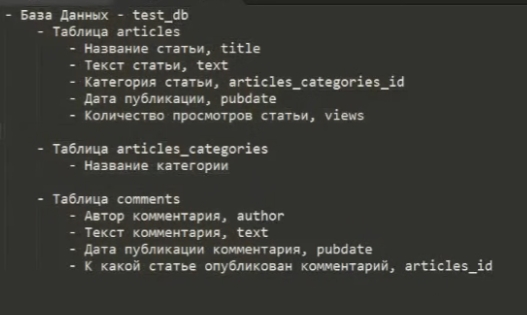 - База Данных - test_db
- Таблица articles
- Название статьи, title
- Текст статьи, text
- Категория статьи, articles_categories_id
- Дата публикации, pubdate
- Количество просмотров статьи, views
- Таблица articles_categories
- Название категории
- Таблица comments
- Автор комментария, author
- Текст комментария, text
- Дата публикации комментария, pubdate
- К какой статье опубликован комментарий, articles_id